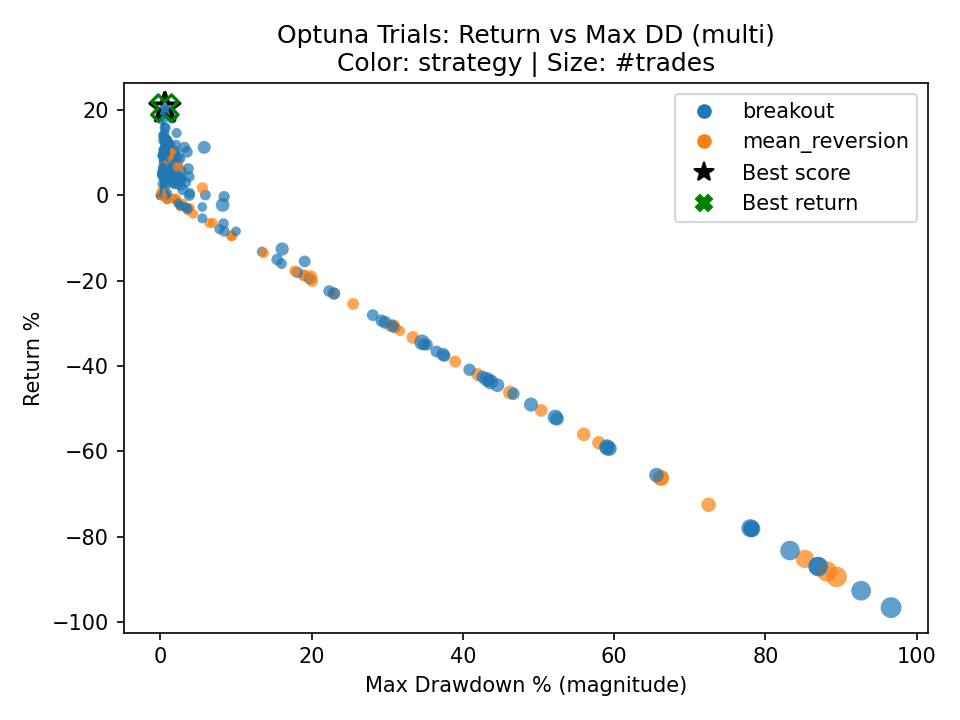 Optuna Trials: Return vs Max DD (multi)
Color: strategy | Size: #trades
breakout
mean_reversion
Best score
Best return
20
0
−20
−40
−60
−80
−100
Return %
0
20
40
60
80
100
Max Drawdown % (magnitude)